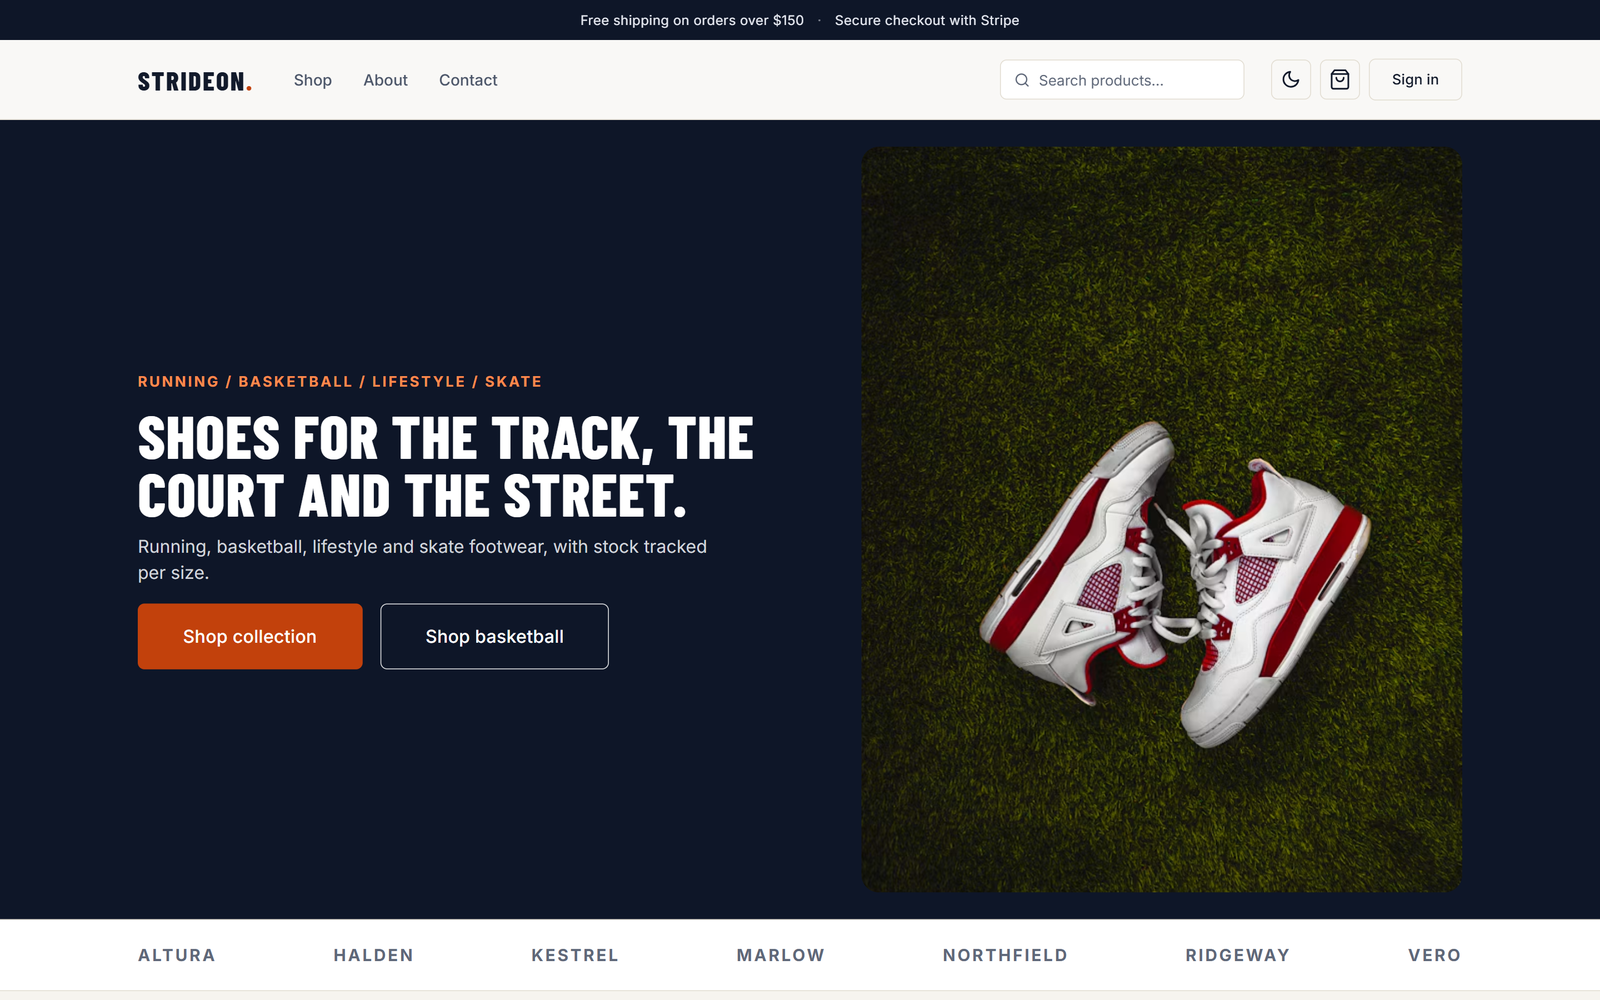 Free shipping on orders over $150 · Secure checkout with Stripe
STRIDEON. Shop About Contact Search products... Sign in
RUNNING / BASKETBALL / LIFESTYLE / SKATE
SHOES FOR THE TRACK, THE
COURT AND THE STREET.
Running, basketball, lifestyle and skate footwear, with stock tracked
per size.
Shop collection Shop basketball
ALTURA HALDEN KESTREL MARLOW NORTHFIELD RIDGEWAY VERO